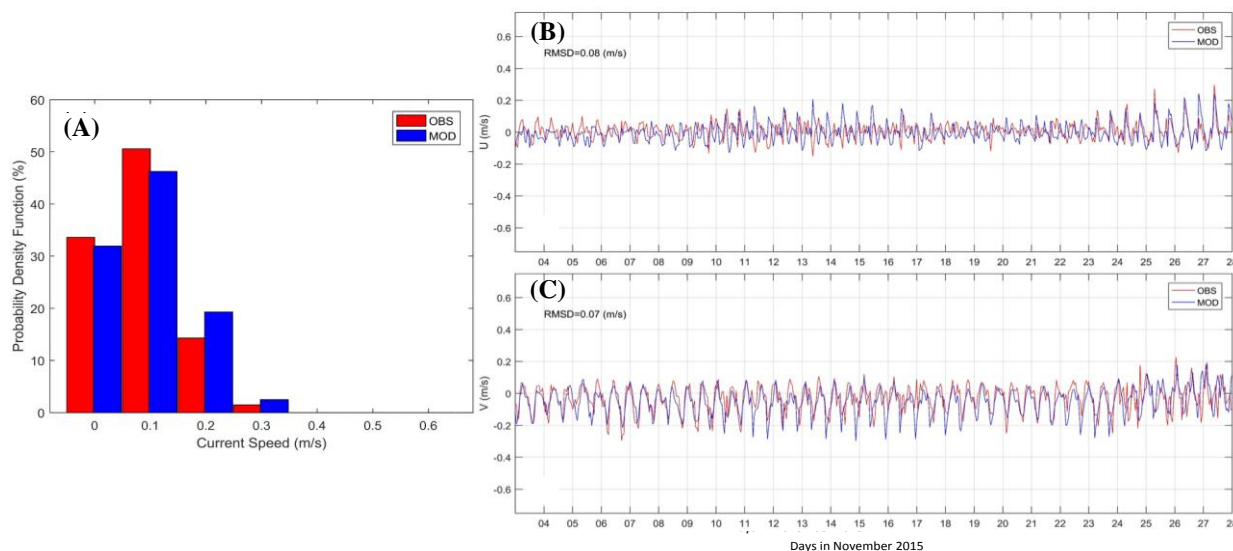 (A)
OBS
MOD
Probability Density Function (%)
60
50
40
30
20
10
0
0 0.1 0.2 0.3 0.4 0.5 0.6
Current Speed (m/s)
(B)
RMSD=0.08 (m/s)
OBS
MOD
U (m/s)
0.6
0.4
0.2
0
-0.2
-0.4
-0.6
04 05 06 07 08 09 10 11 12 13 14 15 16 17 18 19 20 21 22 23 24 25 26 27 28
(C)
RMSD=0.07 (m/s)
OBS
MOD
V (m/s)
0.6
0.4
0.2
0
-0.2
-0.4
-0.6
04 05 06 07 08 09 10 11 12 13 14 15 16 17 18 19 20 21 22 23 24 25 26 27 28
Days in November 2015